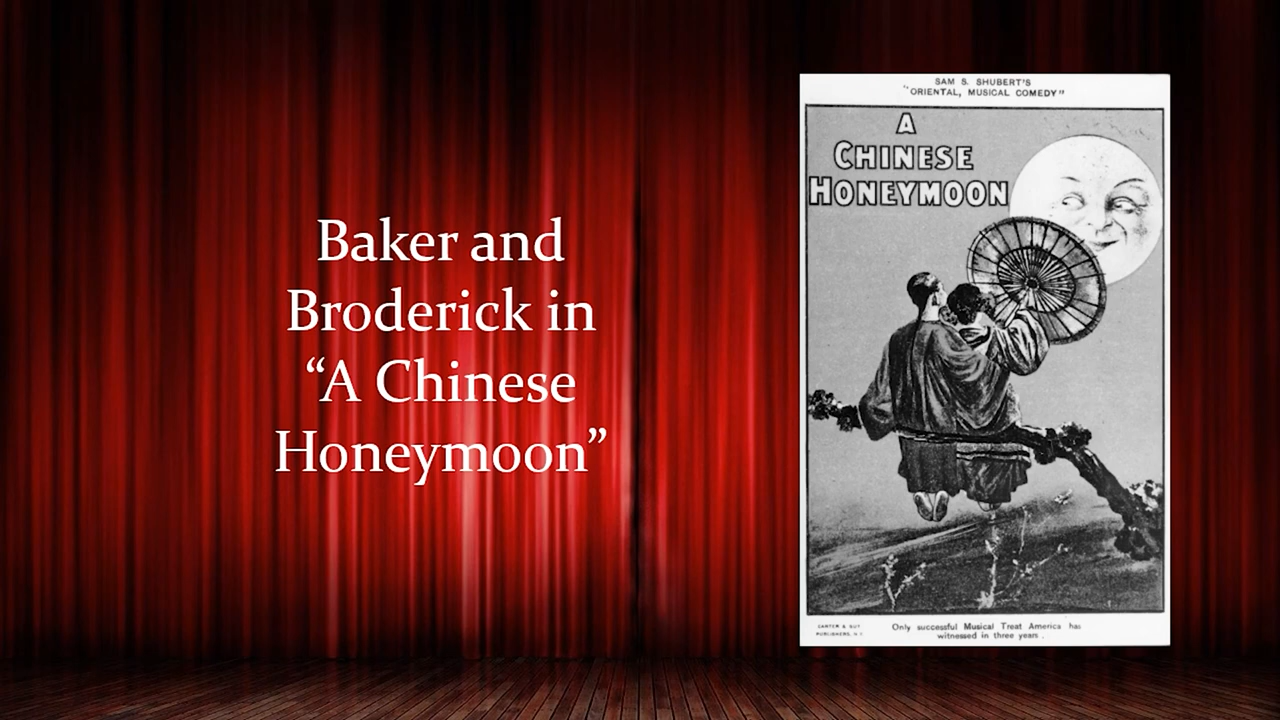 Baker and
Broderick in
“A Chinese
Honeymoon”
SAM S. SHUBERT'S
"ORIENTAL, MUSICAL COMEDY"
A
CHINESE
HONEYMOON
CARTER & GUY
PUBLISHERS, N.Y.
Only successful Musical Treat America has
witnessed in three years .